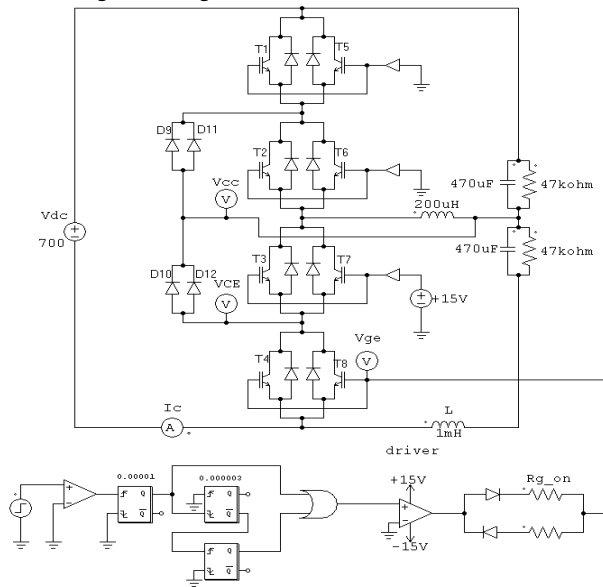 T1
T5
D9
D11
T2
T6
470uF
47kohm
Vcc
V
200uH
Vdc
700
470uF
47kohm
D10
D12
VCE
V
T3
T7
+15V
Vge
V
T4
T8
Ic
A
L
1mH
driver
0.00001
0.000002
+15V
Rg_on
Q
Q
Q
Q
-15V
Q
Q